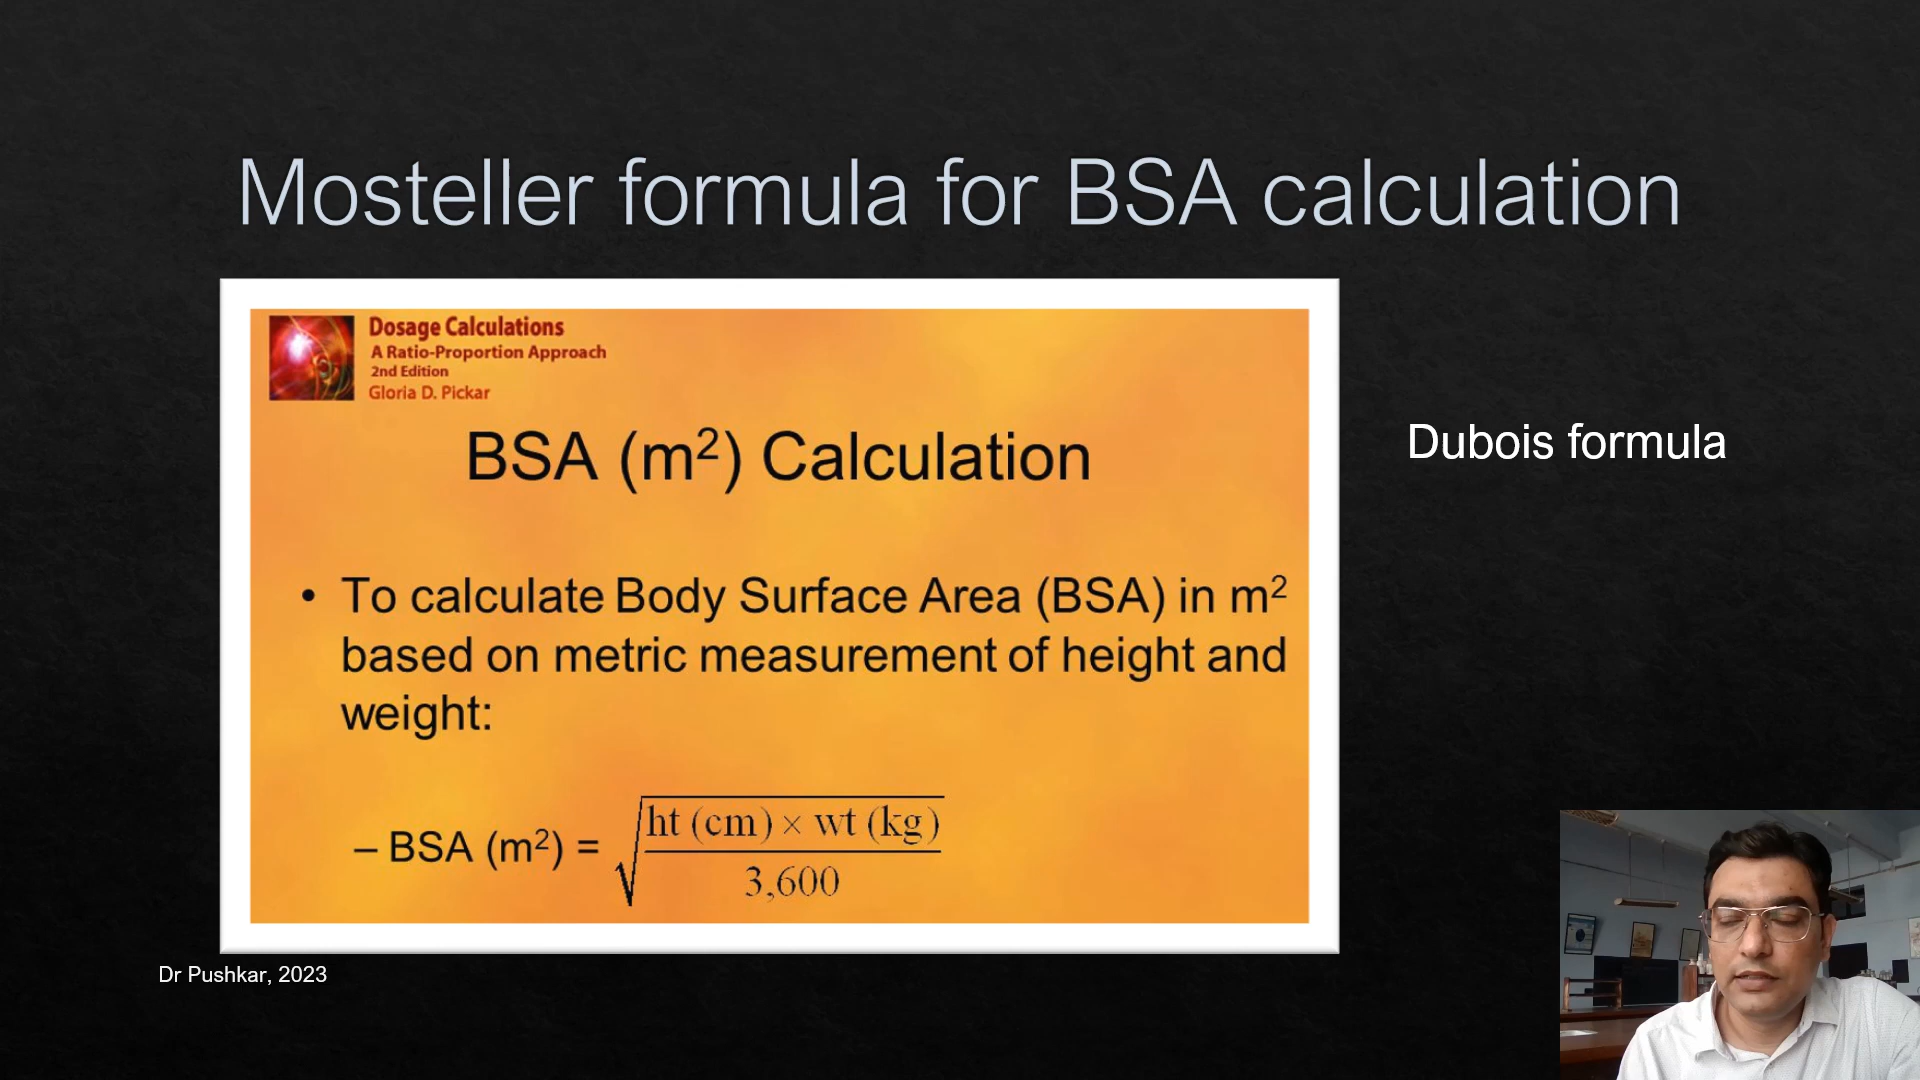 Mosteller formula for BSA calculation
Dosage Calculations
A Ratio-Proportion Approach
2nd Edition
Gloria D. Pickar
BSA (m²) Calculation
• To calculate Body Surface Area (BSA) in m²
based on metric measurement of height and
weight:
– BSA (m²) = √(ht (cm) × wt (kg) / 3,600)
Dubois formula
Dr Pushkar, 2023